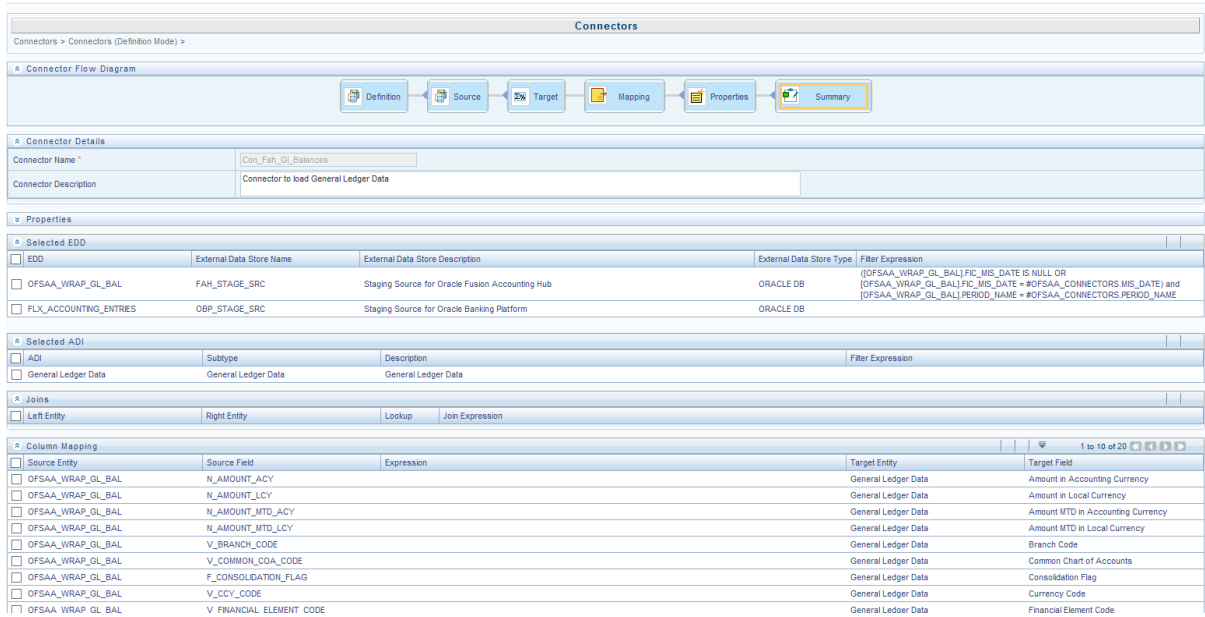 Connectors
Connectors > Connectors (Definition Mode) >
Connector Flow Diagram
Definition Source Target Mapping Properties Summary
Connector Details
Connector Name * Con_Fah_Gl_Balances
Connector Description Connector to load General Ledger Data
Properties
Selected EDD
EDD External Data Store Name External Data Store Description External Data Store Type Filter Expression
OFSAA_WRAP_GL_BAL FAH_STAGE_SRC Staging Source for Oracle Fusion Accounting Hub ORACLE DB ([OFSAA_WRAP_GL_BAL].FIC_MIS_DATE IS NULL OR
[OFSAA_WRAP_GL_BAL].FIC_MIS_DATE = #OFSAA_CONNECTORS.MIS_DATE) and
[OFSAA_WRAP_GL_BAL].PERIOD_NAME = #OFSAA_CONNECTORS.PERIOD_NAME
FLX_ACCOUNTING_ENTRIES OBP_STAGE_SRC Staging Source for Oracle Banking Platform ORACLE DB
Selected ADI
ADI Subtype Description Filter Expression
General Ledger Data General Ledger Data General Ledger Data
Joins
Left Entity Right Entity Lookup Join Expression
Column Mapping 1 to 10 of 20
Source Entity Source Field Expression Target Entity Target Field
OFSAA_WRAP_GL_BAL N_AMOUNT_ACY General Ledger Data Amount in Accounting Currency
OFSAA_WRAP_GL_BAL N_AMOUNT_LCY General Ledger Data Amount in Local Currency
OFSAA_WRAP_GL_BAL N_AMOUNT_MTD_ACY General Ledger Data Amount MTD in Accounting Currency
OFSAA_WRAP_GL_BAL N_AMOUNT_MTD_LCY General Ledger Data Amount MTD in Local Currency
OFSAA_WRAP_GL_BAL V_BRANCH_CODE General Ledger Data Branch Code
OFSAA_WRAP_GL_BAL V_COMMON_COA_CODE General Ledger Data Common Chart of Accounts
OFSAA_WRAP_GL_BAL F_CONSOLIDATION_FLAG General Ledger Data Consolidation Flag
OFSAA_WRAP_GL_BAL V_CCY_CODE General Ledger Data Currency Code
OFSAA_WRAP_GL_BAL V_FINANCIAL_ELEMENT_CODE General Ledger Data Financial Element Code